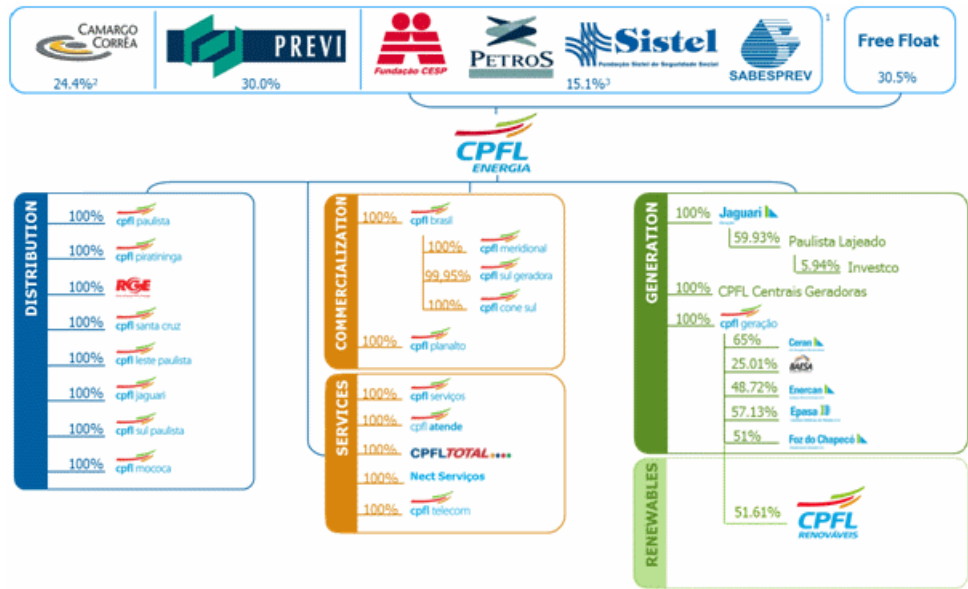 CAMARGO
CORRÊA
24.4%²
PREVI
30.0%
Fundação CESP
PETROS
Sistel
Fundação Sistel de Seguridade Social
SABESPREV
15.1%³
1
Free Float
30.5%
CPFL
ENERGIA
DISTRIBUTION
100% cpfl paulista
100% cpfl piratininga
100% RGE
100% cpfl santa cruz
100% cpfl leste paulista
100% cpfl jaguari
100% cpfl sul paulista
100% cpfl mococa
COMMERCIALIZATION
100% cpfl brasil
100% cpfl meridional
99,95% cpfl sul geradora
100% cpfl cone sul
100% cpfl planalto
SERVICES
100% cpfl serviços
100% cpfl atende
100% CPFLTOTAL
100% Nect Serviços
100% cpfl telecom
GENERATION
100% Jaguari
59.93% Paulista Lajeado
5.94% Investco
100% CPFL Centrais Geradoras
100% cpfl geração
65% Ceran
25.01% BAESA
48.72% Enercan
57.13% Epasa
51% Foz do Chapecó
RENEWABLES
51.61% CPFL
RENOVÁVEIS